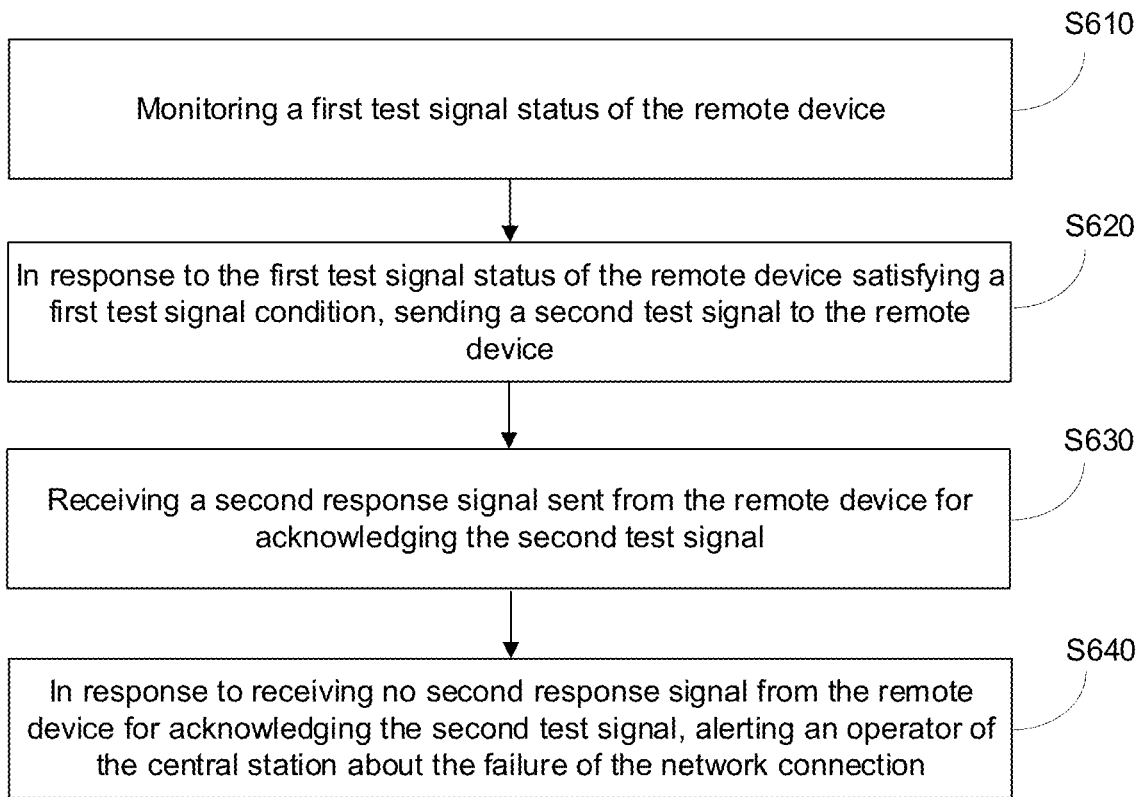 S610
Monitoring a first test signal status of the remote device
S620
In response to the first test signal status of the remote device satisfying a
first test signal condition, sending a second test signal to the remote
device
S630
Receiving a second response signal sent from the remote device for
acknowledging the second test signal
S640
In response to receiving no second response signal from the remote
device for acknowledging the second test signal, alerting an operator of
the central station about the failure of the network connection